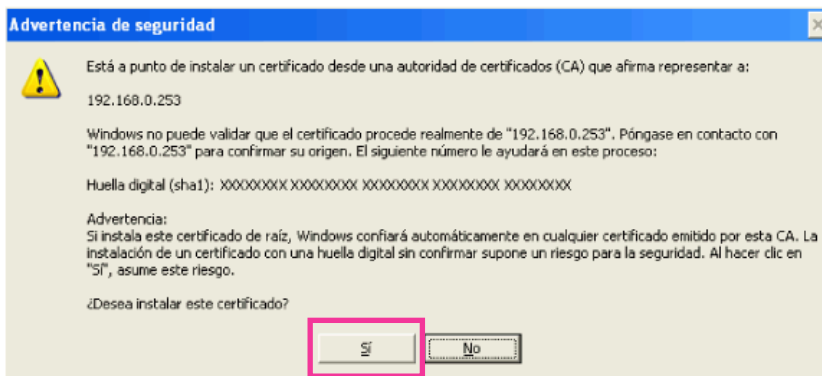 Advertencia de seguridad
Está a punto de instalar un certificado desde una autoridad de certificados (CA) que afirma representar a:
192.168.0.253
Windows no puede validar que el certificado procede realmente de "192.168.0.253". Póngase en contacto con
"192.168.0.253" para confirmar su origen. El siguiente número le ayudará en este proceso:
Huella digital (sha1): XXXXXXXX XXXXXXXX XXXXXXXX XXXXXXXX XXXXXXXX
Advertencia:
Si instala este certificado de raíz, Windows confiará automáticamente en cualquier certificado emitido por esta CA. La
instalación de un certificado con una huella digital sin confirmar supone un riesgo para la seguridad. Al hacer clic en
"Sí", asume este riesgo.
¿Desea instalar este certificado?
Sí No